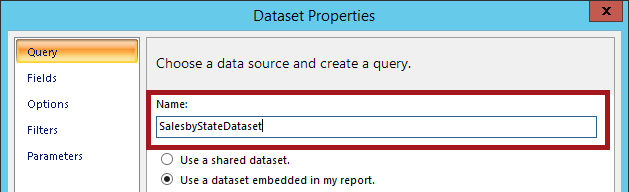 Dataset Properties
x
Query
Fields
Options
Filters
Parameters
Choose a data source and create a query.
Name:
SalesbyStateDataset
Use a shared dataset.
Use a dataset embedded in my report.